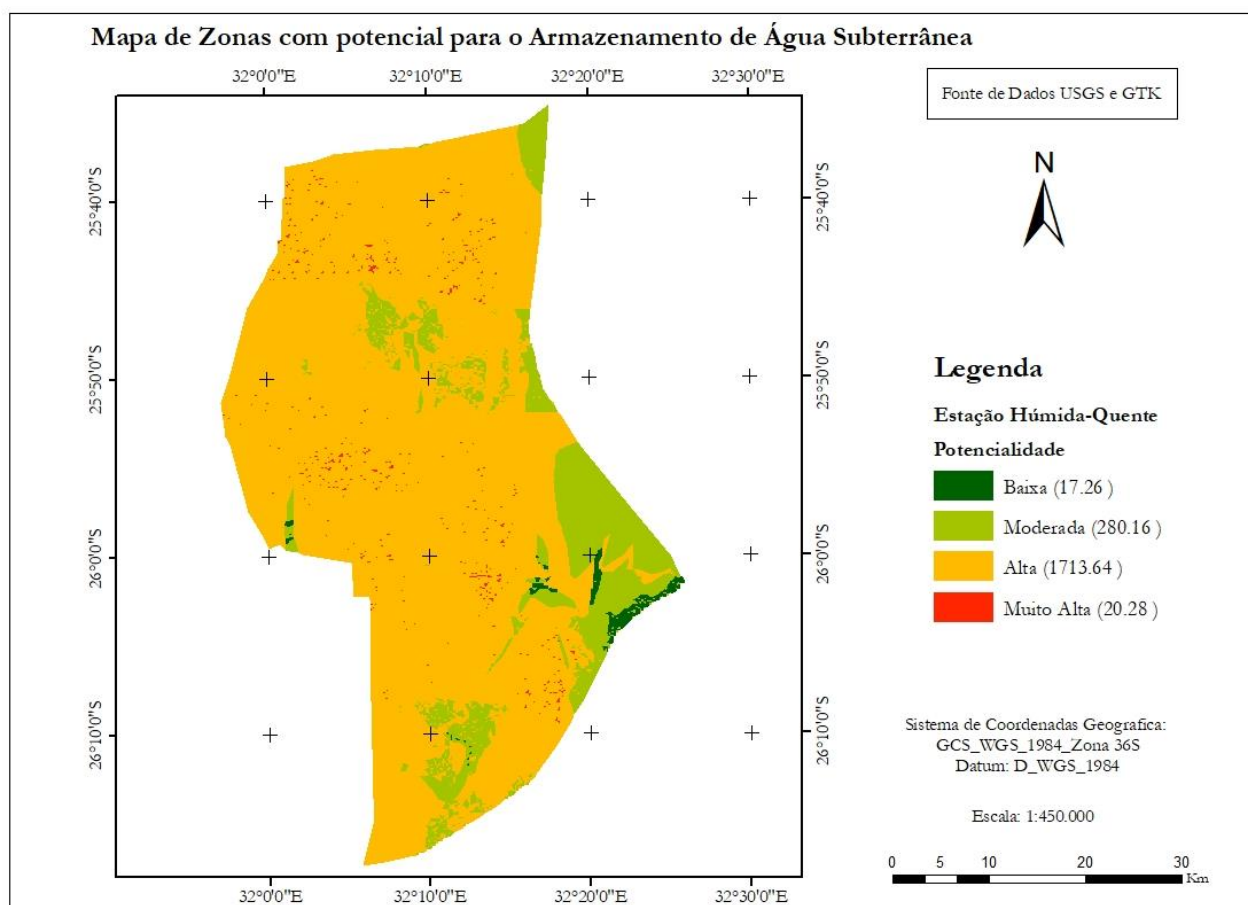 Mapa de Zonas com potencial para o Armazenamento de Água Subterrânea
32°0'0"E 32°10'0"E 32°20'0"E 32°30'0"E
Fonte de Dados USGS e GTK
N
25°40'0"S 25°40'0"S
25°50'0"S 25°50'0"S
26°0'0"S 26°0'0"S
26°10'0"S 26°10'0"S
Legenda
Estação Húmida-Quente
Potencialidade
Baixa (17.26 )
Moderada (280.16)
Alta (1713.64)
Muito Alta (20.28 )
Sistema de Coordenadas Geografica:
GCS_WGS_1984_Zona 36S
Datum: D_WGS_1984
Escala: 1:450.000
0 5 10 20 30
Km
32°0'0"E 32°10'0"E 32°20'0"E 32°30'0"E